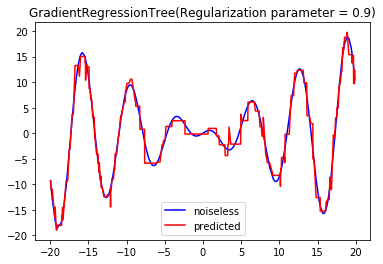 GradientRegressionTree(Regularization parameter = 0.9)
20
15
10
5
0
−5
−10
−15
−20
noiseless
predicted
−20 −15 −10 −5 0 5 10 15 20